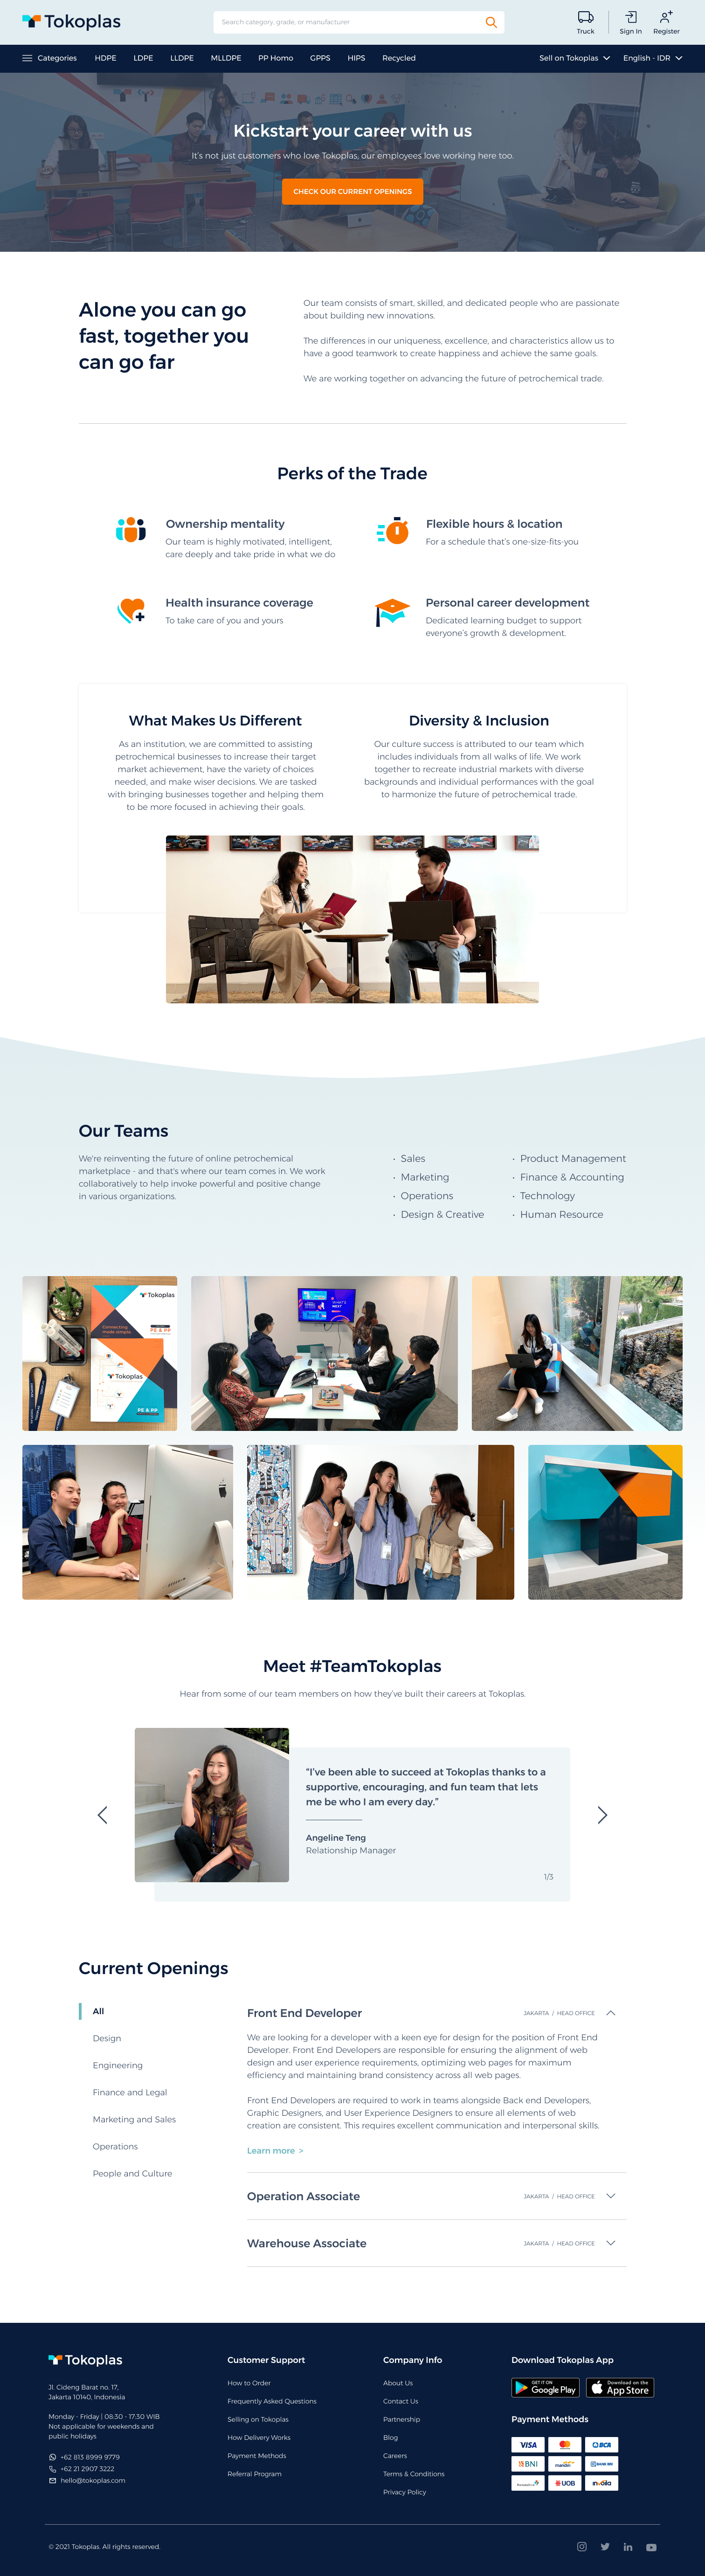 Tokoplas
Search category, grade, or manufacturer
Truck
Sign In
Register
Categories
HDPE
LDPE
LLDPE
MLLDPE
PP Homo
GPPS
HIPS
Recycled
Sell on Tokoplas
English - IDR
Kickstart your career with us
It's not just customers who love Tokoplas, our employees love working here too.
CHECK OUR CURRENT OPENINGS
Alone you can go
fast, together you
can go far
Our team consists of smart, skilled, and dedicated people who are passionate
about building new innovations.
The differences in our uniqueness, excellence, and characteristics allow us to
have a good teamwork to create happiness and achieve the same goals.
We are working together on advancing the future of petrochemical trade.
Perks of the Trade
Ownership mentality
Our team is highly motivated, intelligent,
care deeply and take pride in what we do
Flexible hours & location
For a schedule that's one-size-fits-you
Health insurance coverage
To take care of you and yours
Personal career development
Dedicated learning budget to support
everyone's growth & development.
What Makes Us Different
As an institution, we are committed to assisting
petrochemical businesses to increase their target
market achievement, have the variety of choices
needed, and make wiser decisions. We are tasked
with bringing businesses together and helping them
to be more focused in achieving their goals.
Diversity & Inclusion
Our culture success is attributed to our team which
includes individuals from all walks of life. We work
together to recreate industrial markets with diverse
backgrounds and individual performances with the goal
to harmonize the future of petrochemical trade.
Our Teams
We're reinventing the future of online petrochemical
marketplace - and that's where our team comes in. We work
collaboratively to help invoke powerful and positive change
in various organizations.
• Sales
• Marketing
• Operations
• Design & Creative
• Product Management
• Finance & Accounting
• Technology
• Human Resource
Tokoplas
Connecting
made simple.
PE & PP
Tokoplas
PE & PP
WHAT'S
NEXT
Meet #TeamTokoplas
Hear from some of our team members on how they've built their careers at Tokoplas.
"I've been able to succeed at Tokoplas thanks to a
supportive, encouraging, and fun team that lets
me be who I am every day."
Angeline Teng
Relationship Manager
1/3
Current Openings
All
Design
Engineering
Finance and Legal
Marketing and Sales
Operations
People and Culture
Front End Developer
JAKARTA / HEAD OFFICE
We are looking for a developer with a keen eye for design for the position of Front End
Developer. Front End Developers are responsible for ensuring the alignment of web
design and user experience requirements, optimizing web pages for maximum
efficiency and maintaining brand consistency across all web pages.
Front End Developers are required to work in teams alongside Back end Developers,
Graphic Designers, and User Experience Designers to ensure all elements of web
creation are consistent. This requires excellent communication and interpersonal skills.
Learn more >
Operation Associate
JAKARTA / HEAD OFFICE
Warehouse Associate
JAKARTA / HEAD OFFICE
Tokoplas
Jl. Cideng Barat no. 17,
Jakarta 10140, Indonesia
Monday - Friday | 08:30 - 17:30 WIB
Not applicable for weekends and
public holidays
+62 813 8999 9779
+62 21 2907 3222
hello@tokoplas.com
Customer Support
How to Order
Frequently Asked Questions
Selling on Tokoplas
How Delivery Works
Payment Methods
Referral Program
Company Info
About Us
Contact Us
Partnership
Blog
Careers
Terms & Conditions
Privacy Policy
Download Tokoplas App
GET IT ON
Google Play
Download on the
App Store
Payment Methods
VISA
mastercard
BCA
BNI
mandiri
BANK BRI
UOB
invoila
© 2021 Tokoplas. All rights reserved.